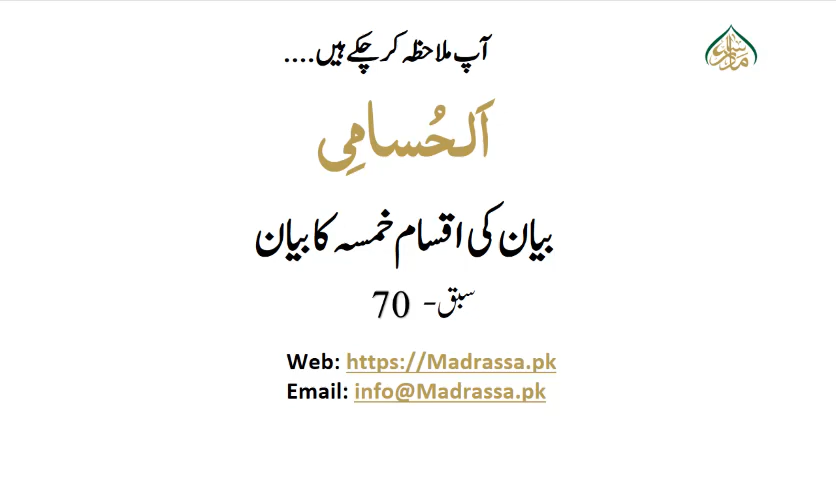 آپ ملاحظہ کر چکے ہیں....
اَلحُسامِی
بیان کی اقسام خمسہ کا بیان
سبق - 70
Web: https://Madrassa.pk
Email: info@Madrassa.pk